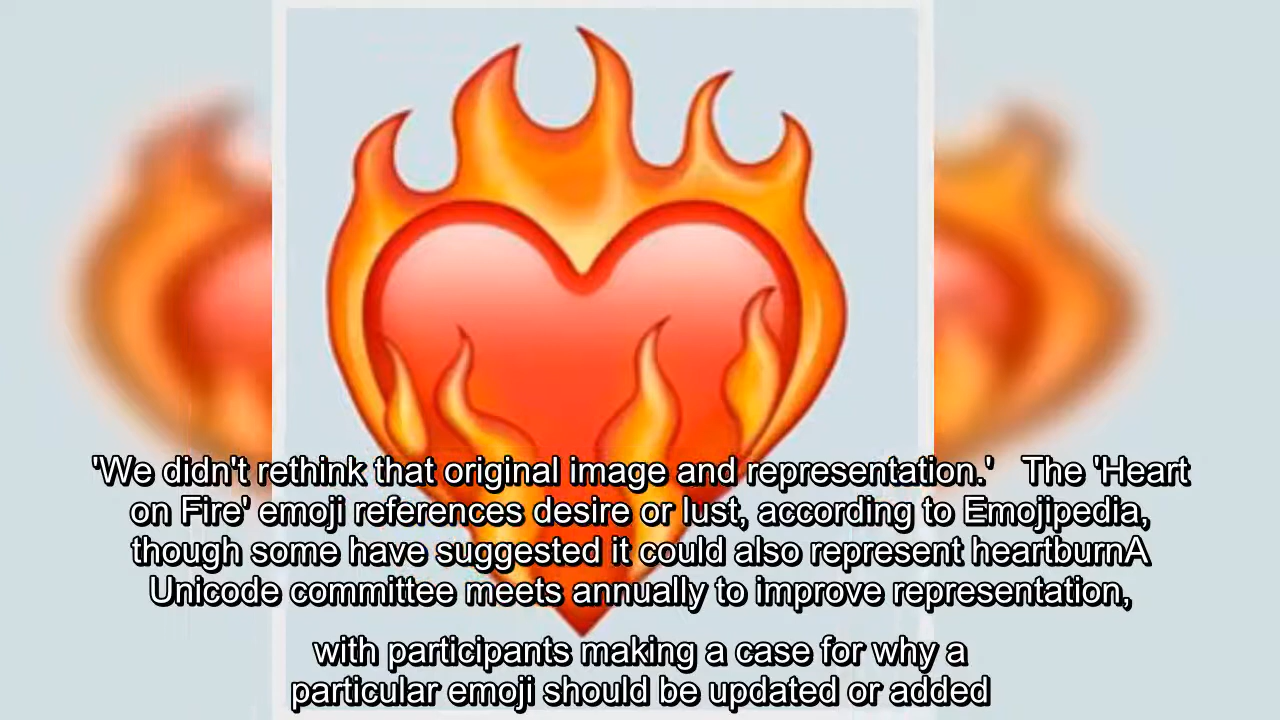 'We didn't rethink that original image and representation.'   The 'Heart
on Fire' emoji references desire or lust, according to Emojipedia,
though some have suggested it could also represent heartburnA
Unicode committee meets annually to improve representation,
with participants making a case for why a
particular emoji should be updated or added